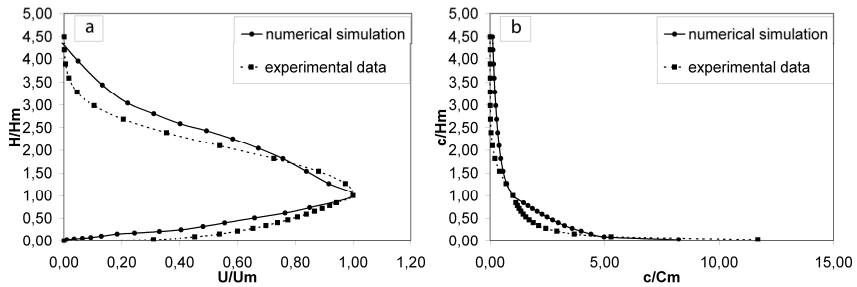 a
numerical simulation
experimental data
H/Hm
5,00
4,50
4,00
3,50
3,00
2,50
2,00
1,50
1,00
0,50
0,00
0,00 0,20 0,40 0,60 0,80 1,00 1,20
U/Um
b
numerical simulation
experimental data
c/Hm
5,00
4,50
4,00
3,50
3,00
2,50
2,00
1,50
1,00
0,50
0,00
0,00 5,00 10,00 15,00
c/Cm